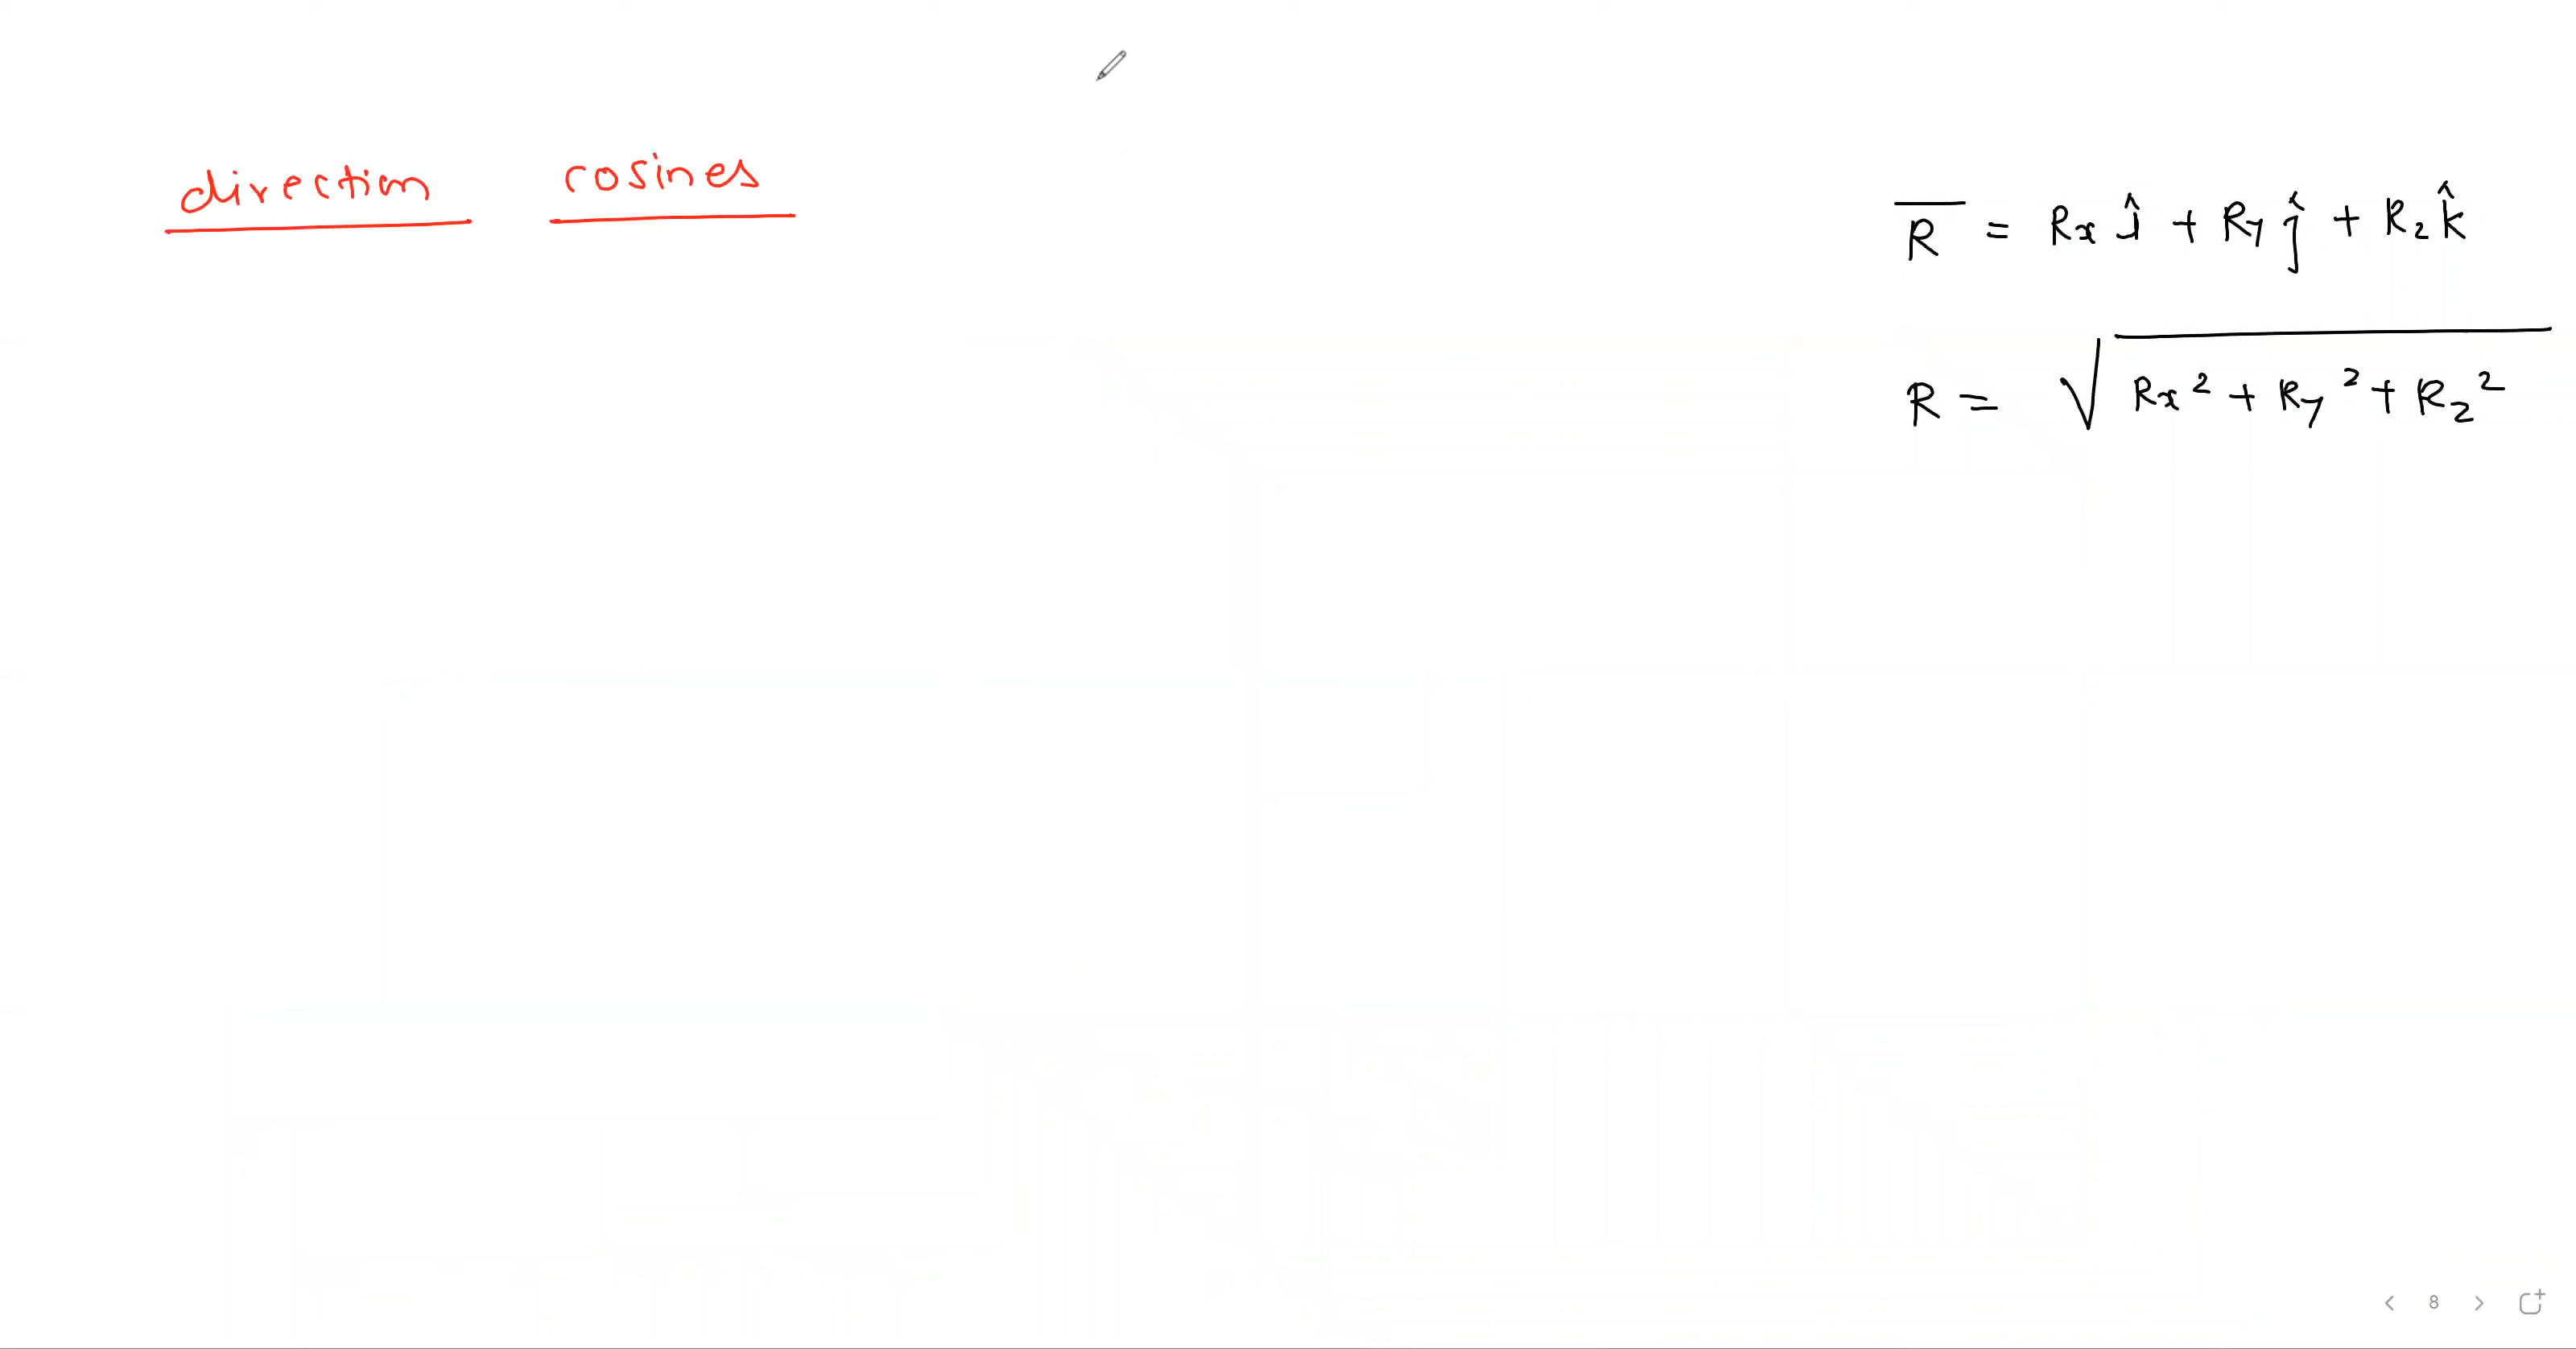 direction cosines
R̅ = Rx î + Ry ĵ + Rz k̂
R = √Rx² + Ry² + Rz²
8